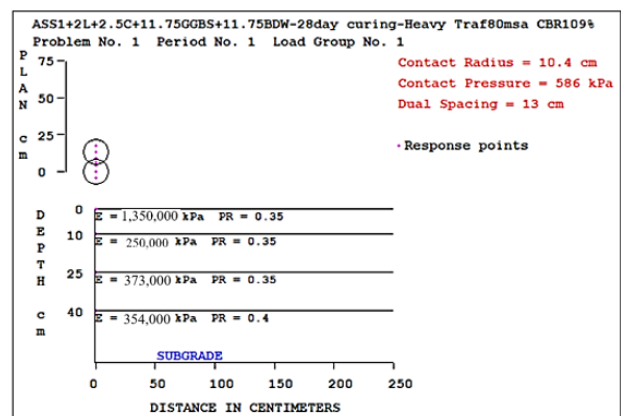 ASS1+2L+2.5C+11.75GGBS+11.75BDW-28day curing-Heavy Traf80msa CBR109%
Problem No. 1 Period No. 1 Load Group No. 1
PLAN cm
75
50
25
0
Contact Radius = 10.4 cm
Contact Pressure = 586 kPa
Dual Spacing = 13 cm
Response points
DEPTH cm
0
E = 1,350,000 kPa PR = 0.35
10
E = 250,000 kPa PR = 0.35
25
E = 373,000 kPa PR = 0.35
40
E = 354,000 kPa PR = 0.4
SUBGRADE
0 50 100 150 200 250
DISTANCE IN CENTIMETERS